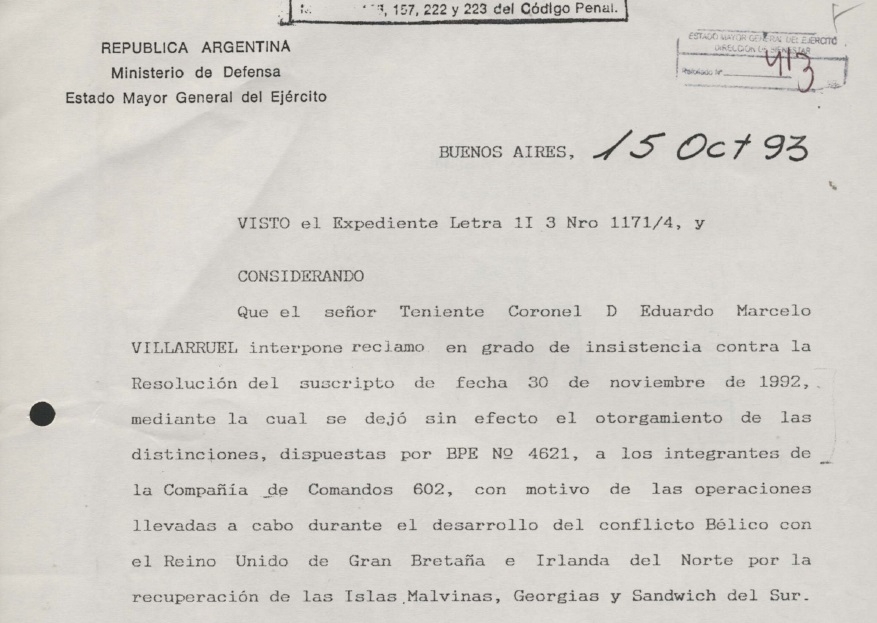 157, 222 y 223 del Código Penal.
REPUBLICA ARGENTINA
Ministerio de Defensa
Estado Mayor General del Ejército
ESTADO MAYOR GENERAL DEL EJERCITO
DIRECCION DE BIENESTAR
413
BUENOS AIRES, 15 Oct 93
VISTO el Expediente Letra 1I 3 Nro 1171/4, y
CONSIDERANDO
Que el señor Teniente Coronel D Eduardo Marcelo
VILLARRUEL interpone reclamo en grado de insistencia contra la
Resolución del suscripto de fecha 30 de noviembre de 1992,
mediante la cual se dejó sin efecto el otorgamiento de las
distinciones, dispuestas por BPE Nº 4621, a los integrantes de
la Compañía de Comandos 602, con motivo de las operaciones
llevadas a cabo durante el desarrollo del conflicto Bélico con
el Reino Unido de Gran Bretaña e Irlanda del Norte por la
recuperación de las Islas Malvinas, Georgias y Sandwich del Sur.